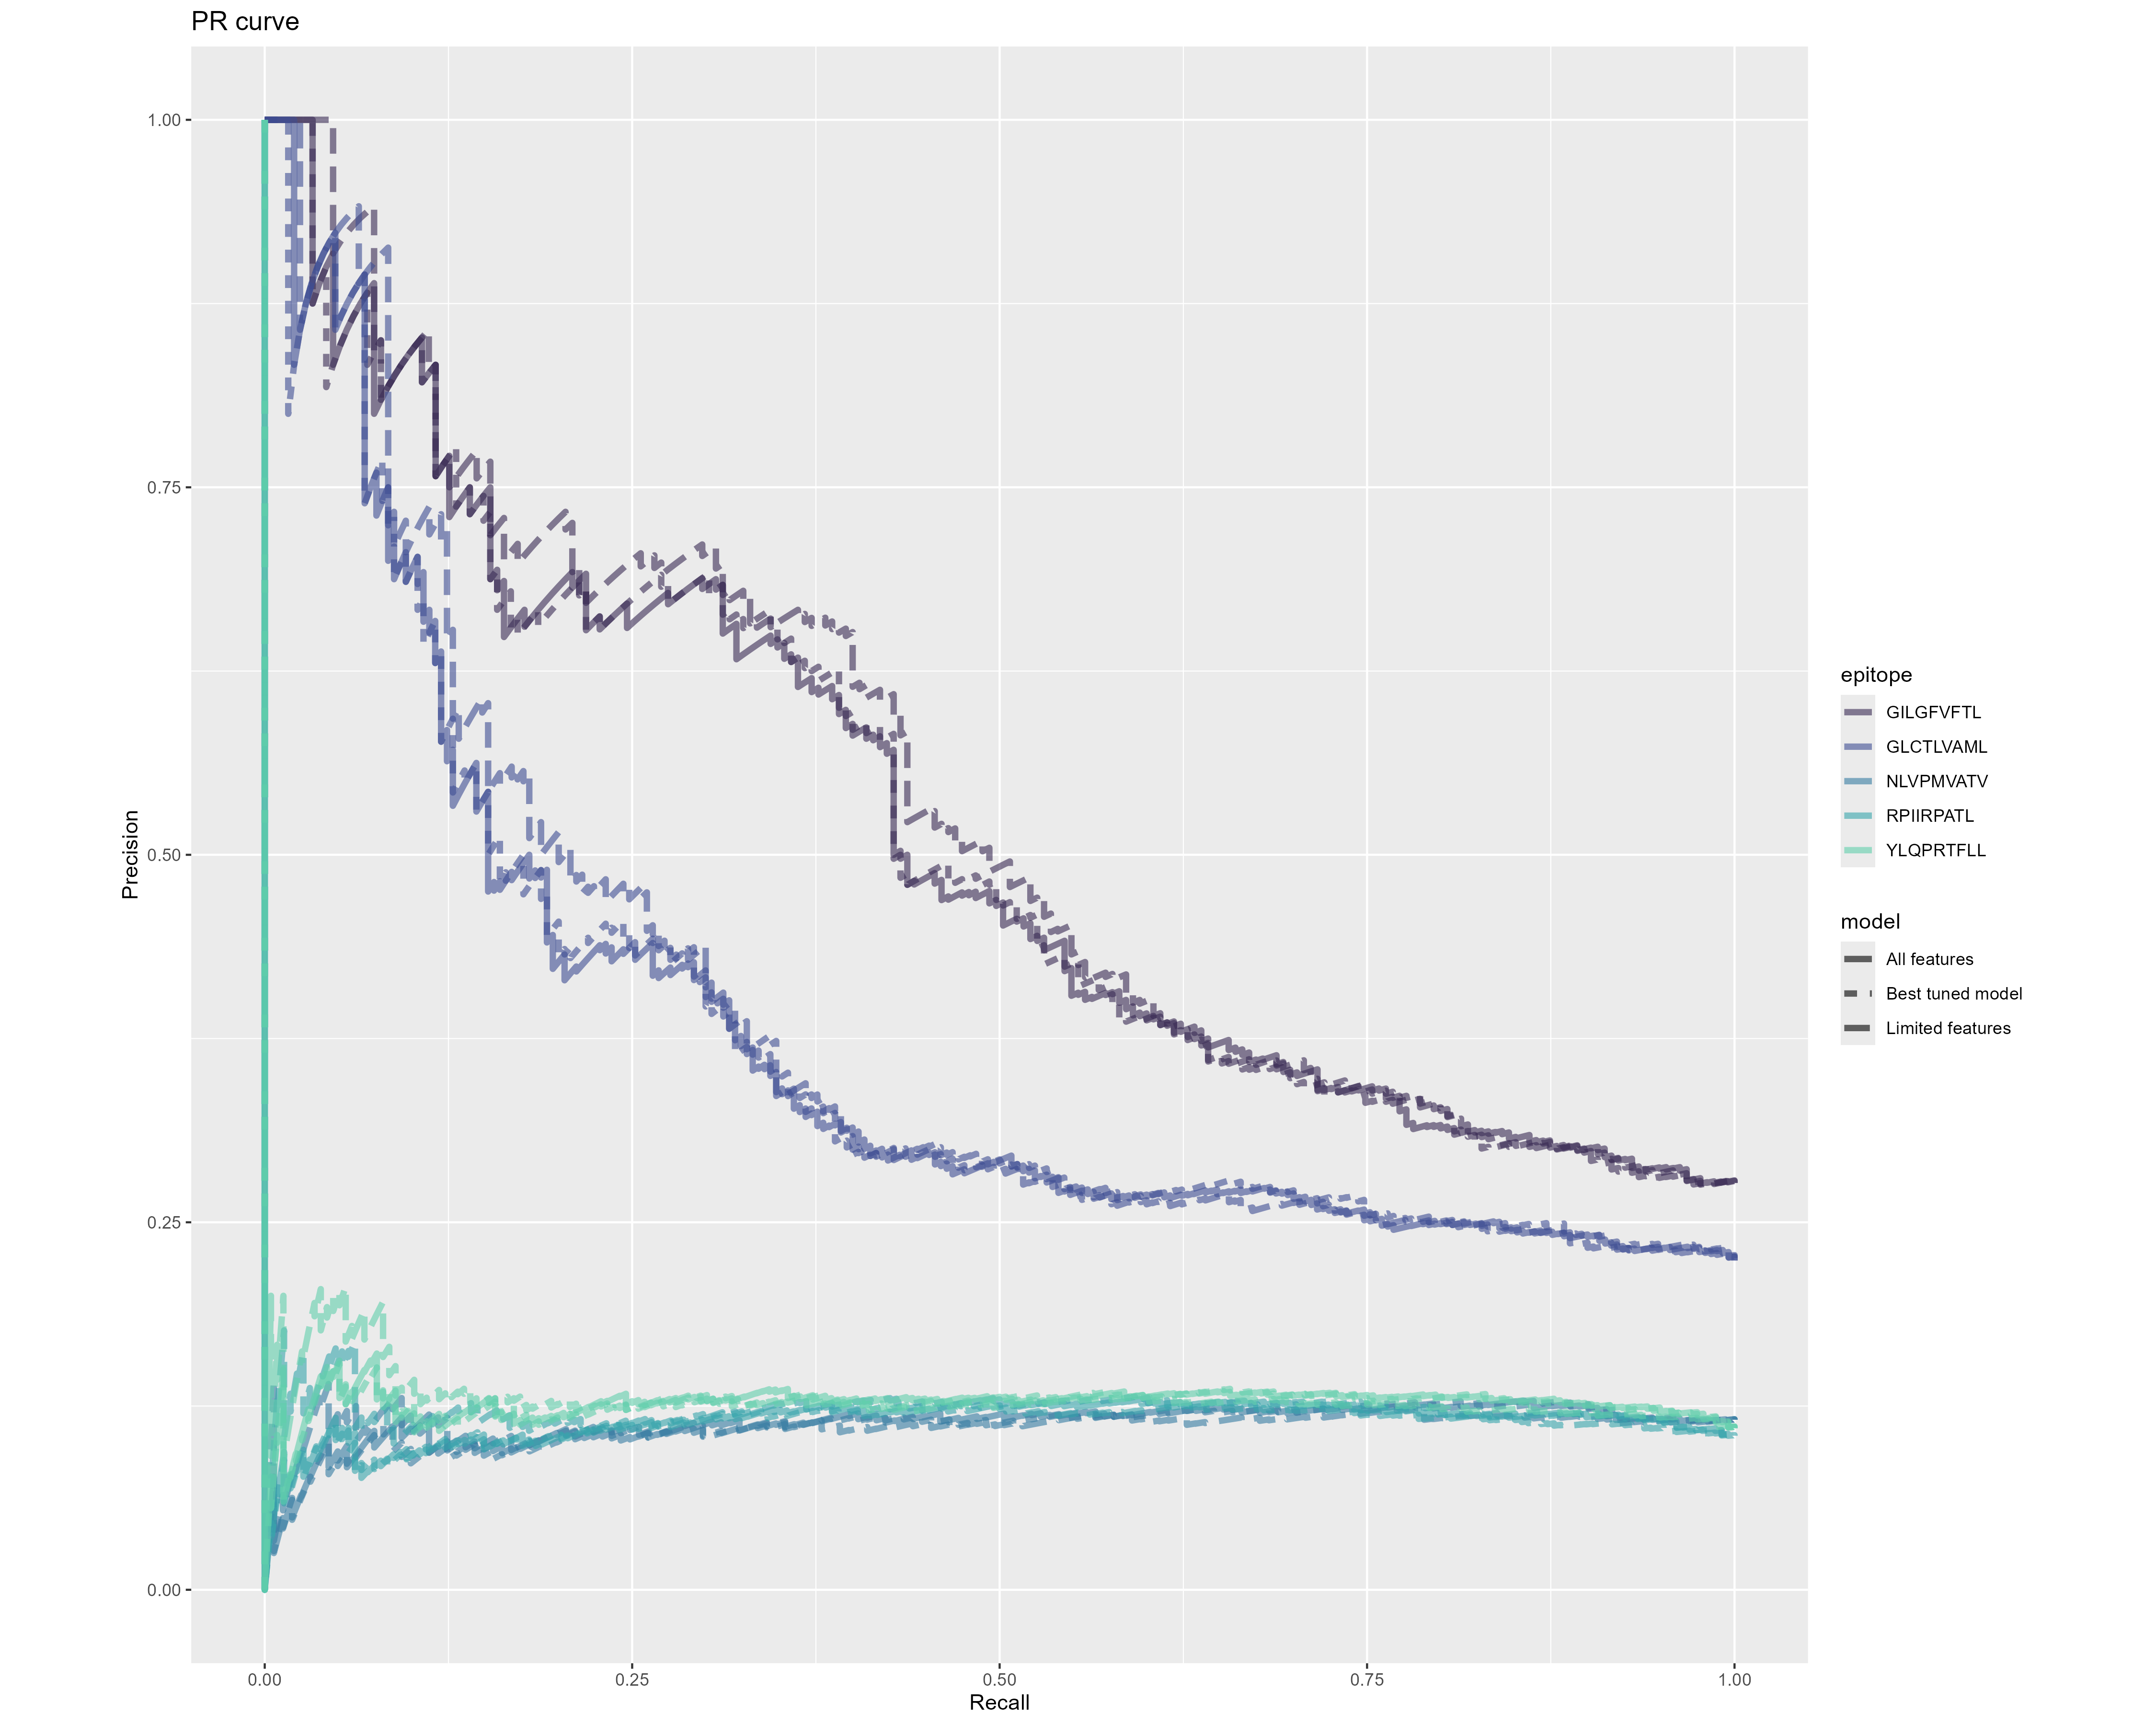 PR curve
1.00
0.75
0.50
0.25
0.00
Precision
0.00 0.25 0.50 0.75 1.00
Recall
epitope
GILGFVFTL
GLCTLVAML
NLVPMVATV
RPIIRPATL
YLQPRTFLL
model
All features
Best tuned model
Limited features